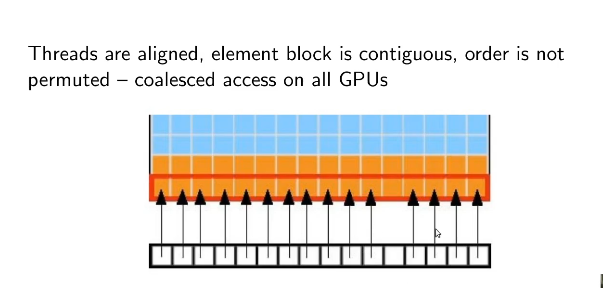 Threads are aligned, element block is contiguous, order is not
permuted – coalesced access on all GPUs